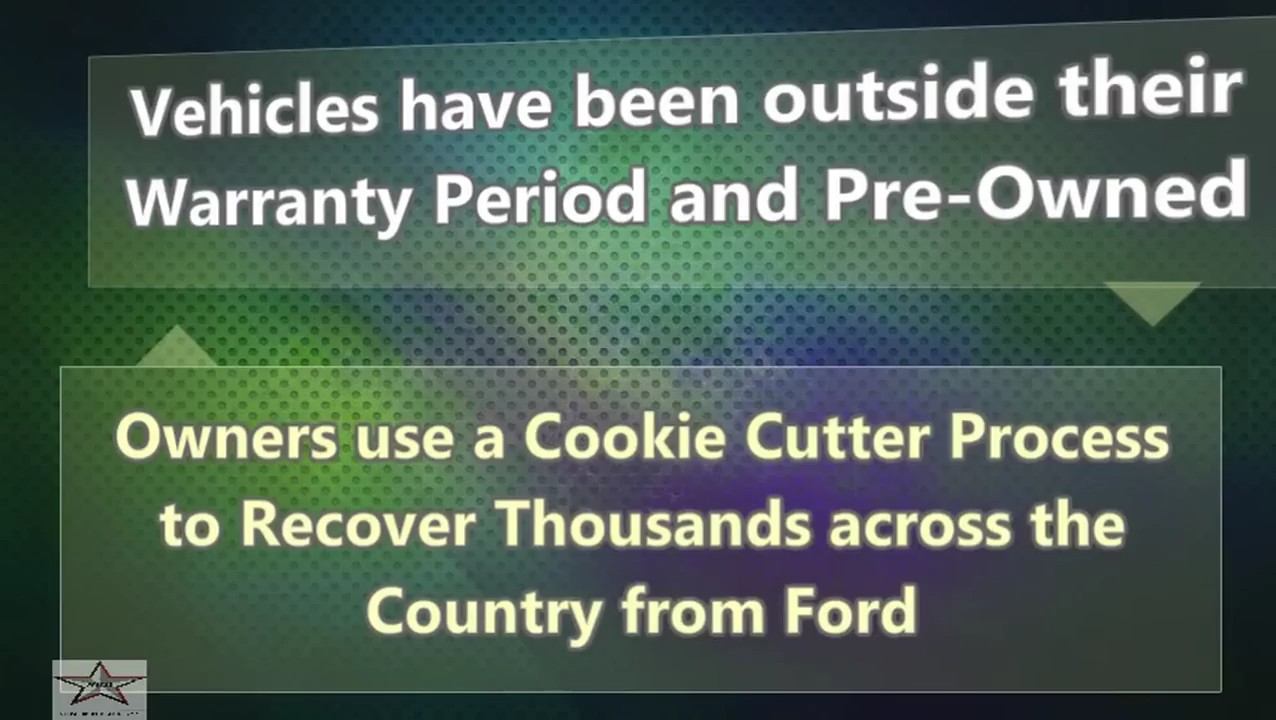 Vehicles have been outside their
Warranty Period and Pre-Owned
Owners use a Cookie Cutter Process
to Recover Thousands across the
Country from Ford